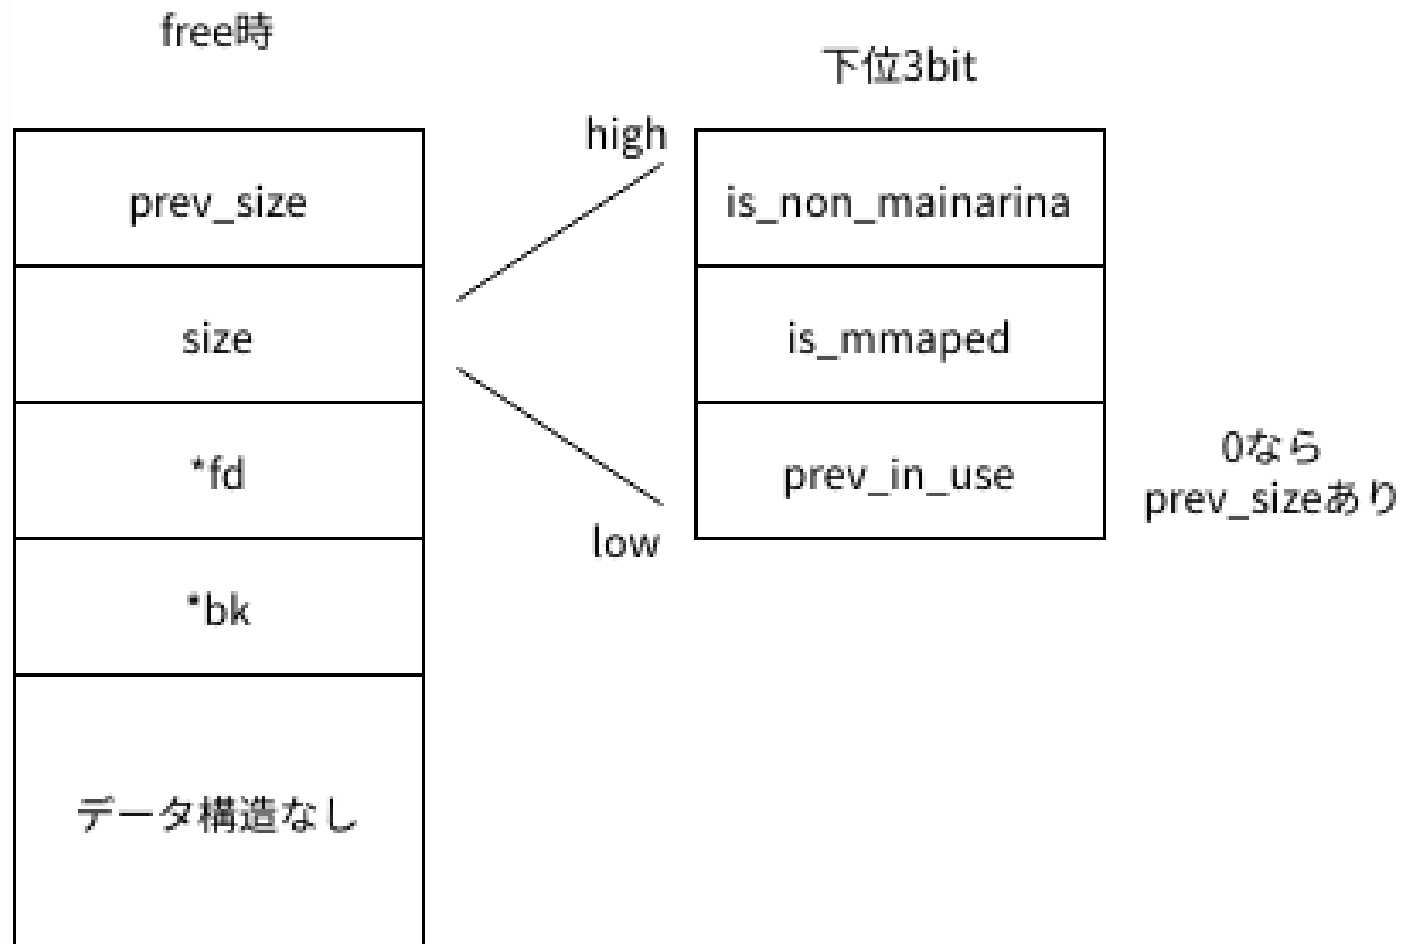 free時
prev_size
size
*fd
*bk
データ構造なし
下位3bit
high
low
is_non_mainarina
is_mmaped
prev_in_use
0なら
prev_sizeあり